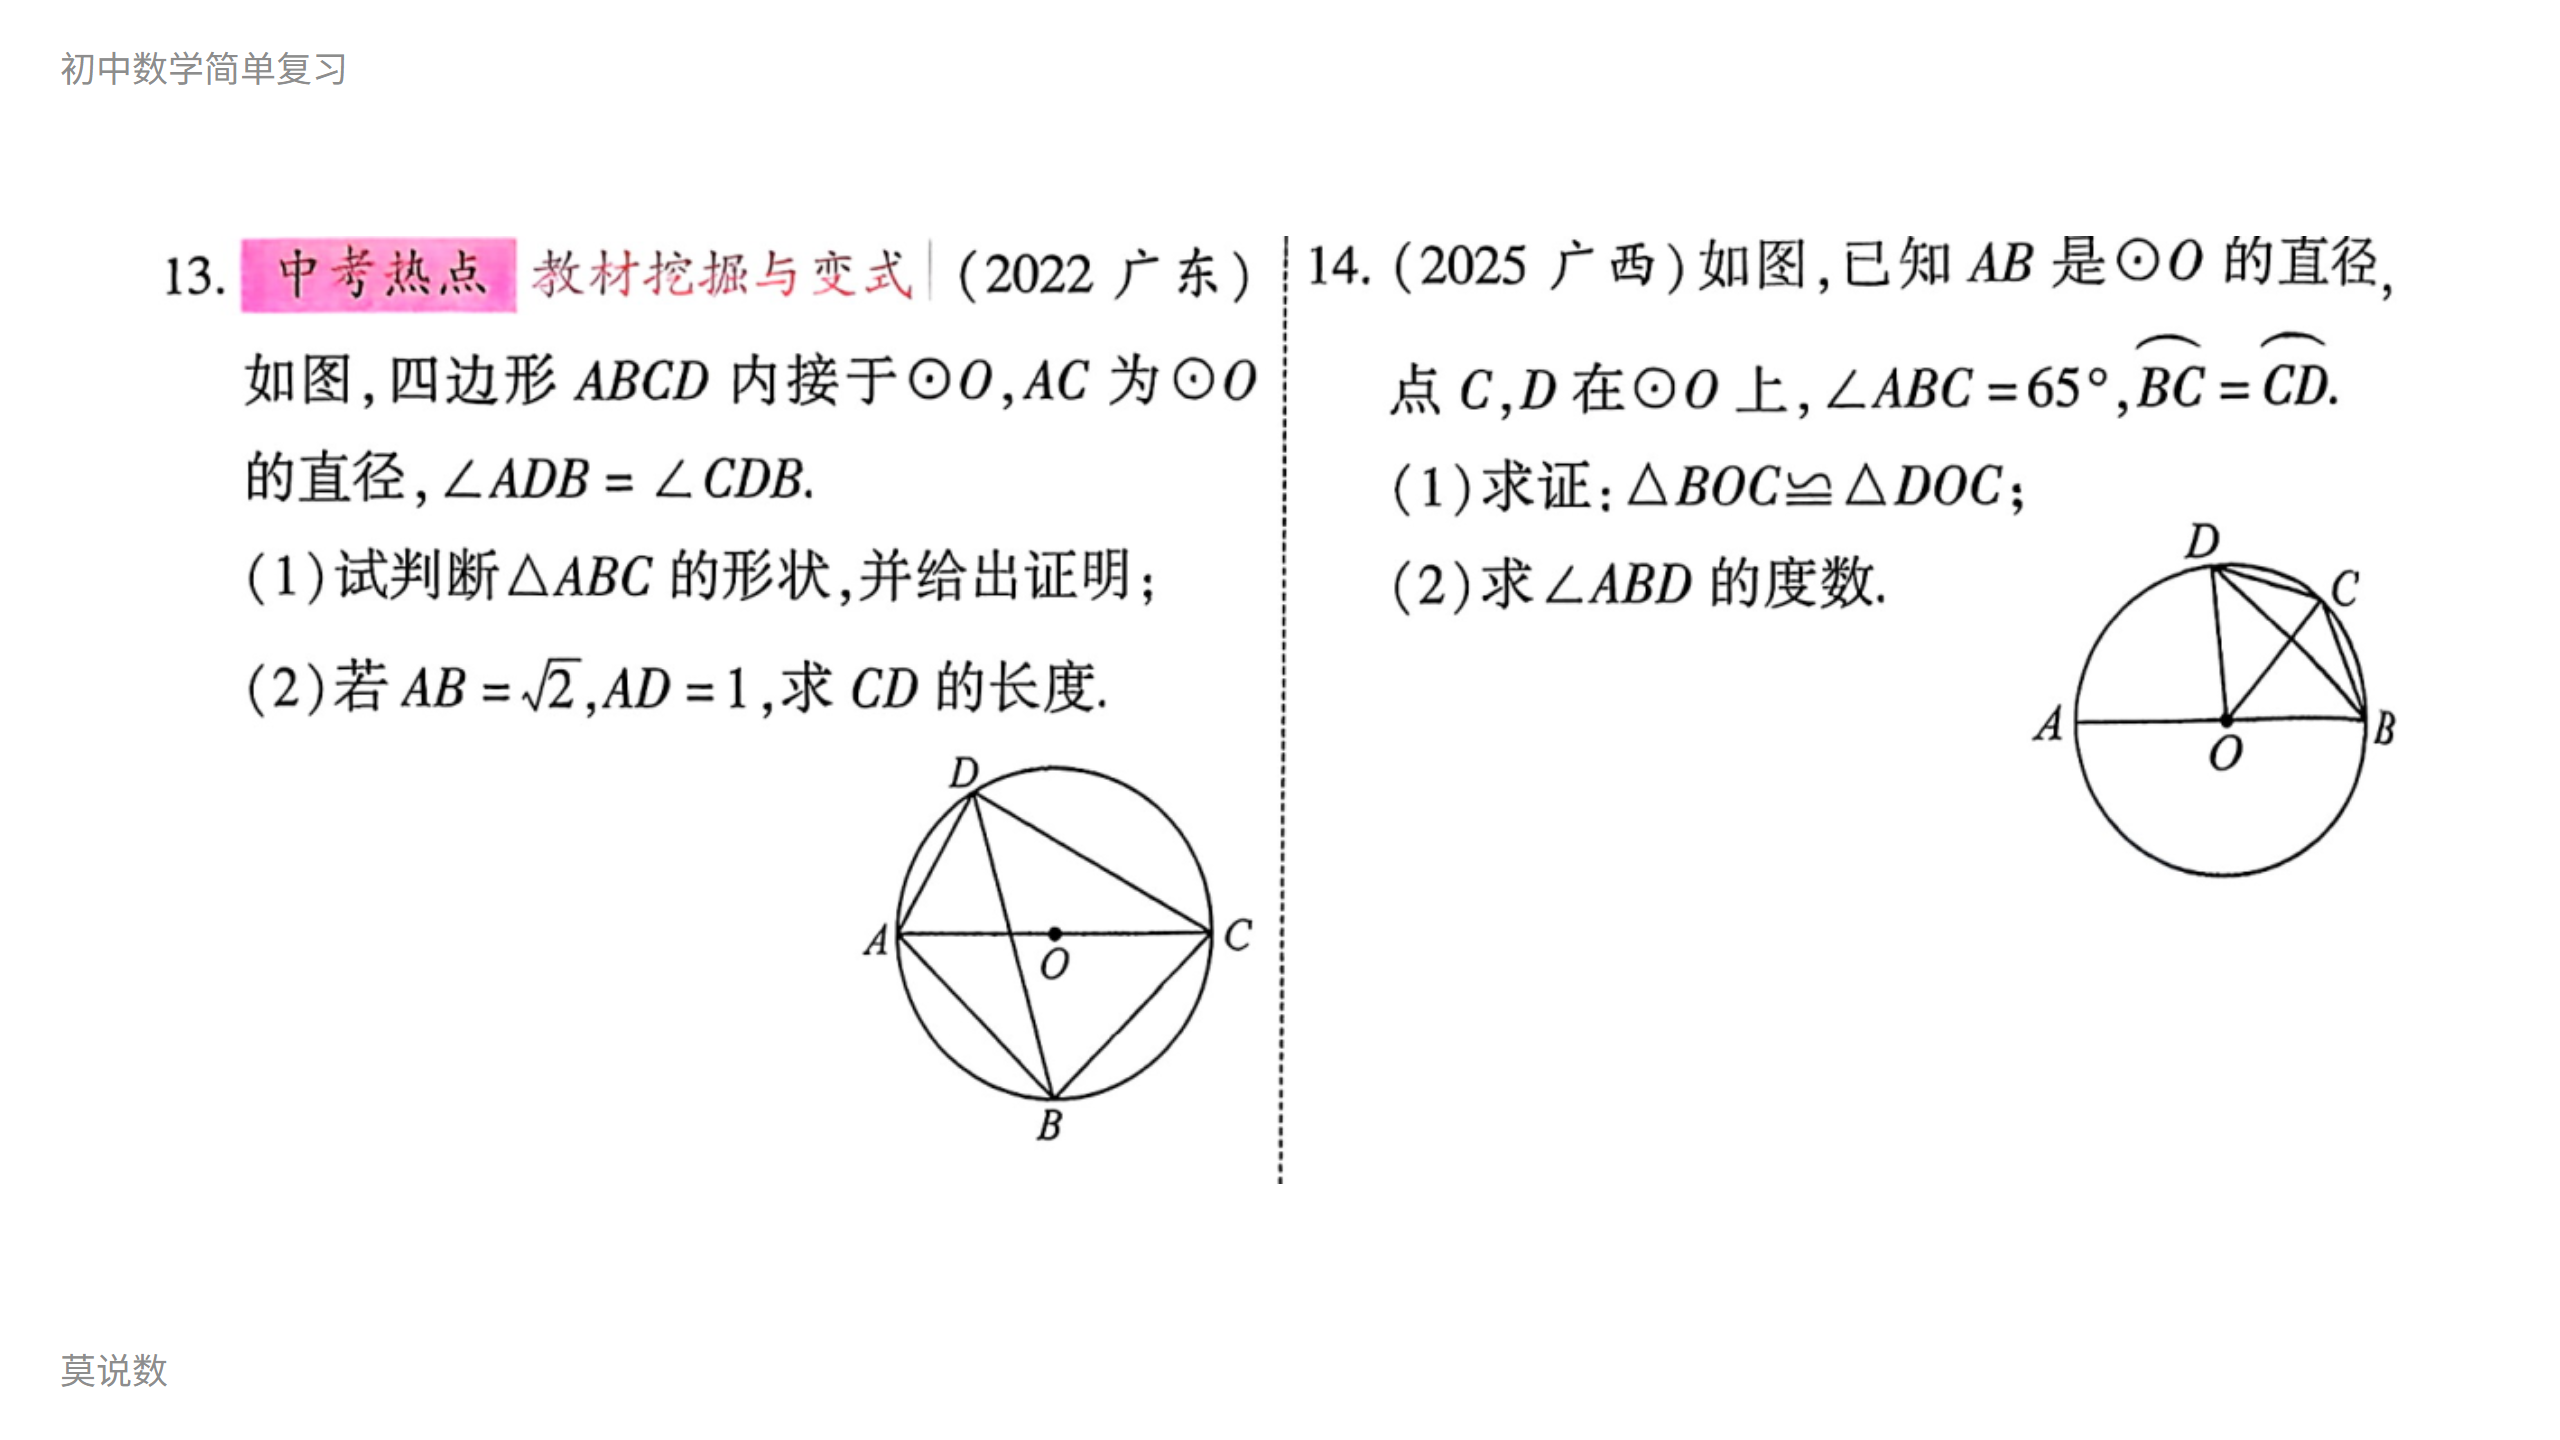 初中数学简单复习
13. 中考热点 教材挖掘与变式 (2022 广东)
如图,四边形 ABCD 内接于⊙O,AC 为⊙O
的直径,∠ADB = ∠CDB.
(1)试判断△ABC 的形状,并给出证明;
(2)若 AB=√2,AD=1,求 CD 的长度.
D
A
O
C
B
14. (2025 广西)如图,已知 AB 是⊙O 的直径,
点 C,D 在⊙O 上,∠ABC=65°,B͡C=C͡D.
(1)求证:△BOC≌△DOC;
(2)求∠ABD 的度数.
D
C
A
O
B
莫说数